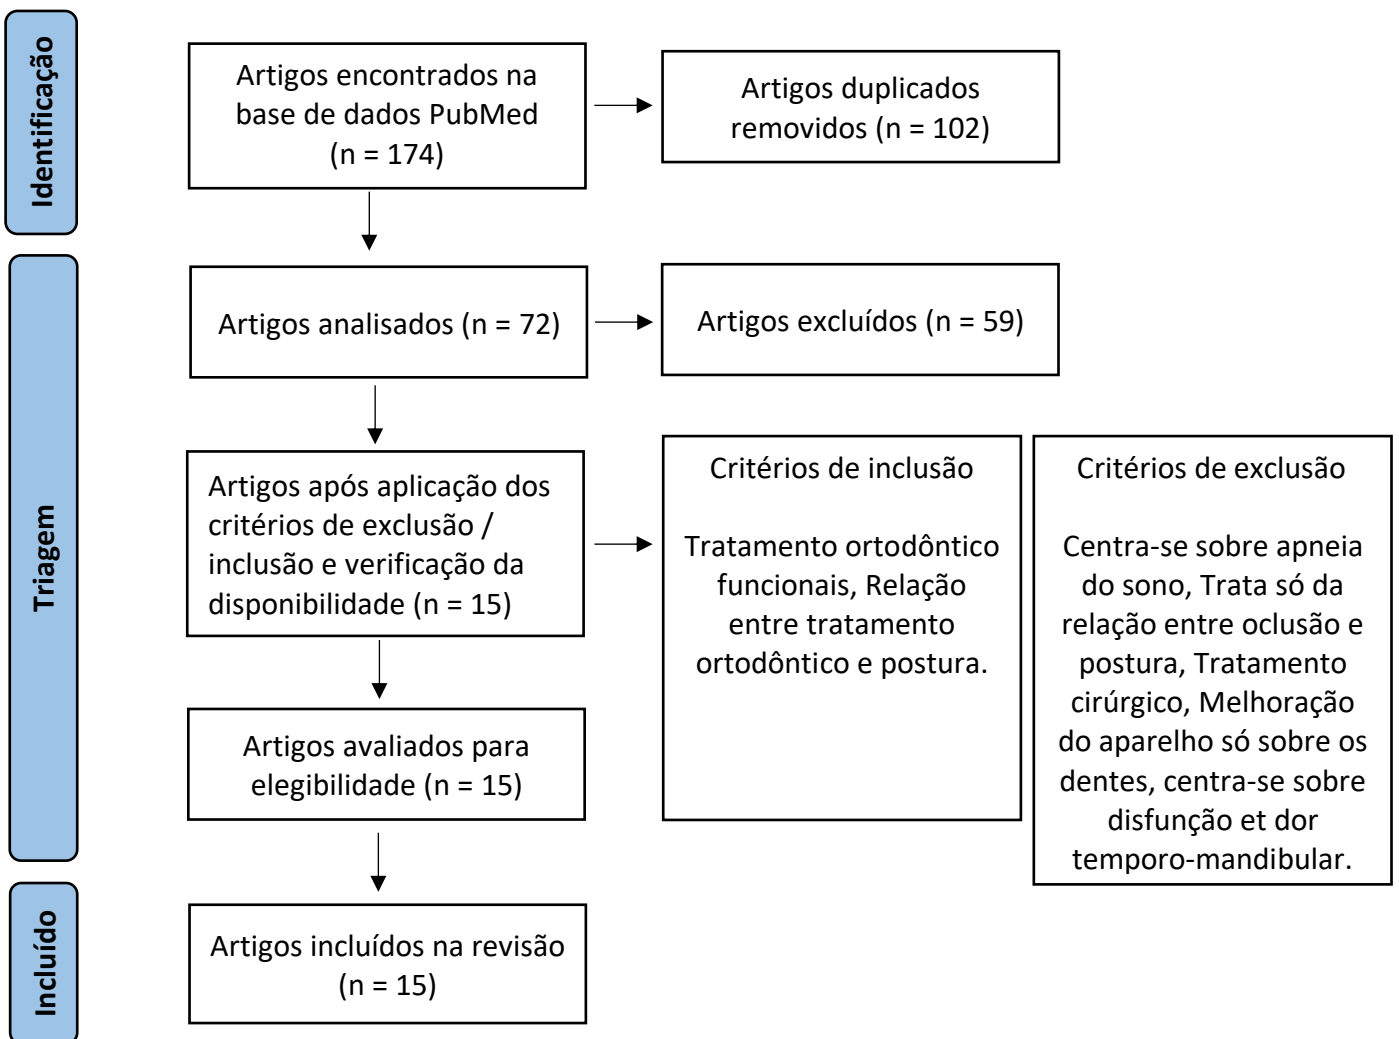 Identificação
Artigos encontrados na
base de dados PubMed
(n = 174)
Artigos duplicados
removidos (n = 102)
Triagem
Artigos analisados (n = 72)
Artigos excluídos (n = 59)
Artigos após aplicação dos
critérios de exclusão /
inclusão e verificação da
disponibilidade (n = 15)
Critérios de inclusão
Tratamento ortodôntico
funcionais, Relação
entre tratamento
ortodôntico e postura.
Critérios de exclusão
Centra-se sobre apneia
do sono, Trata só da
relação entre oclusão e
postura, Tratamento
cirúrgico, Melhoração
do aparelho só sobre os
dentes, centra-se sobre
disfunção et dor
temporo-mandibular.
Artigos avaliados para
elegibilidade (n = 15)
Incluído
Artigos incluídos na revisão
(n = 15)